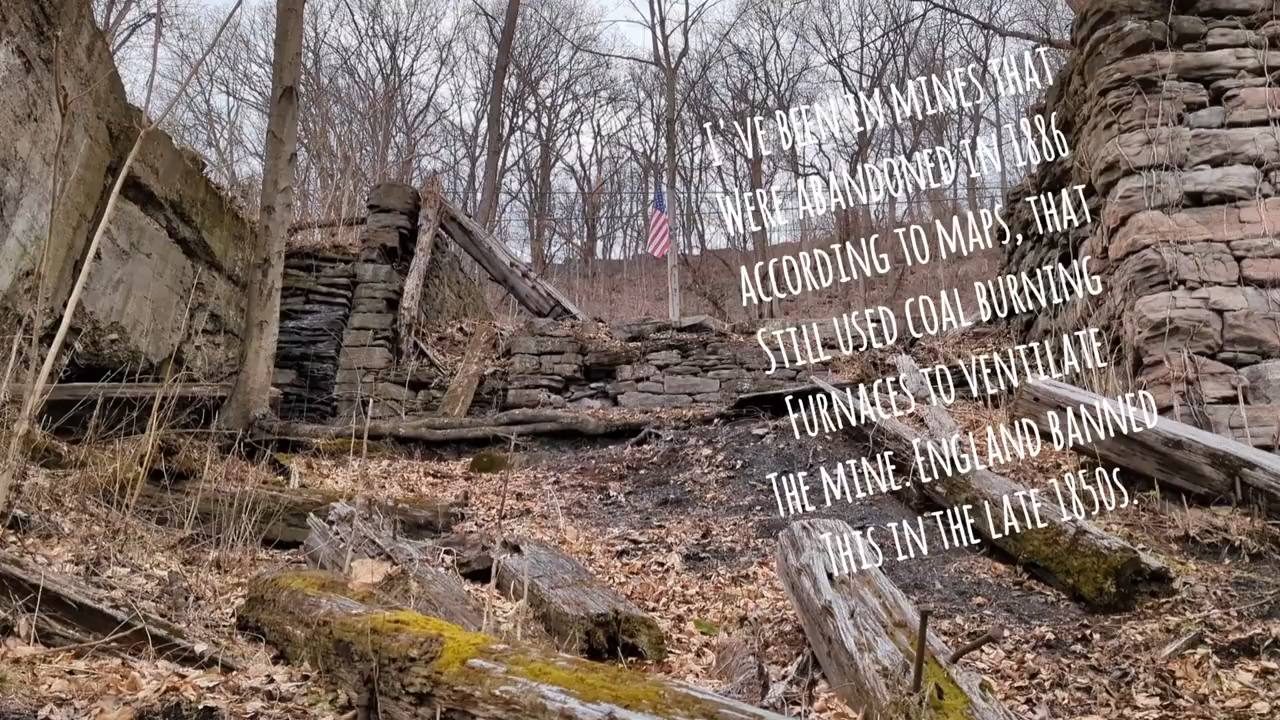 I've been in mines that
were abandoned in 1886
according to maps, that
still used coal burning
furnaces to ventilate
the mine. England banned
this in the late 1850s.